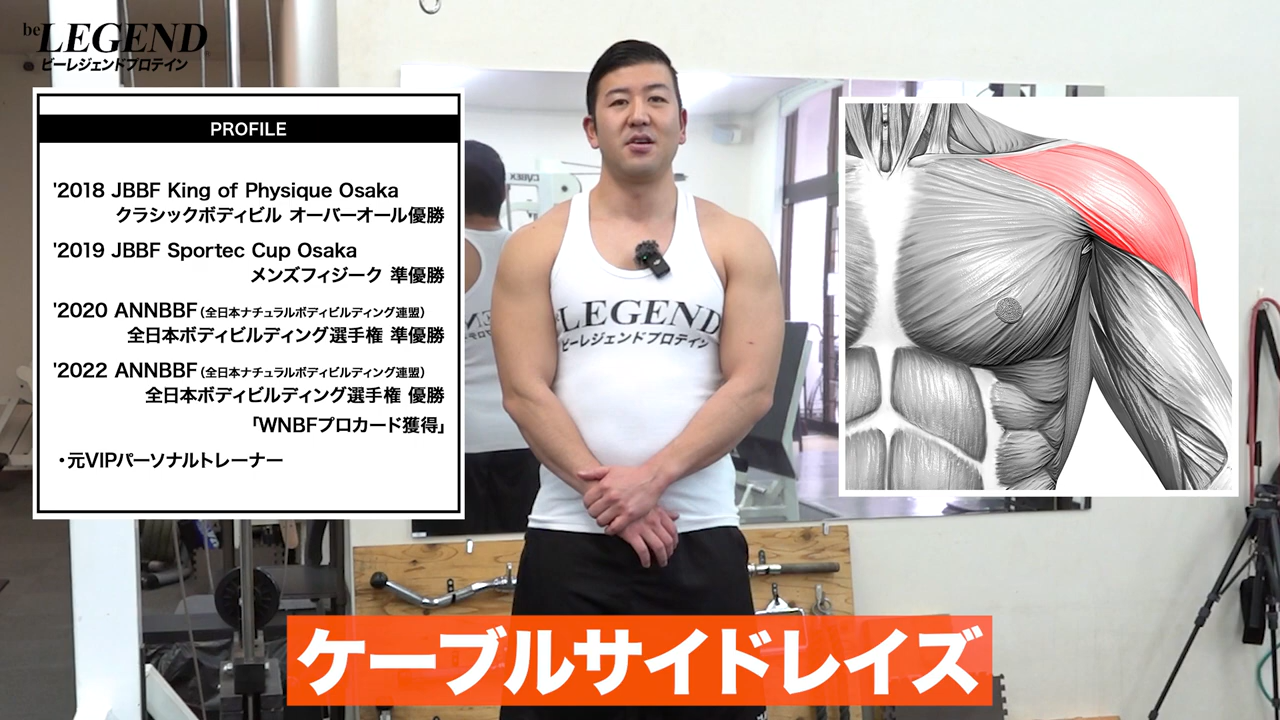 beLEGEND
ビーレジェンドプロテイン
PROFILE
'2018 JBBF King of Physique Osaka
クラシックボディビル オーバーオール優勝
'2019 JBBF Sportec Cup Osaka
メンズフィジーク 準優勝
'2020 ANNBBF（全日本ナチュラルボディビルディング連盟）
全日本ボディビルディング選手権 準優勝
'2022 ANNBBF（全日本ナチュラルボディビルディング連盟）
全日本ボディビルディング選手権 優勝
「WNBFプロカード獲得」
・元VIPパーソナルトレーナー
LEGEND
ビーレジェンドプロテイン
ケーブルサイドレイズ